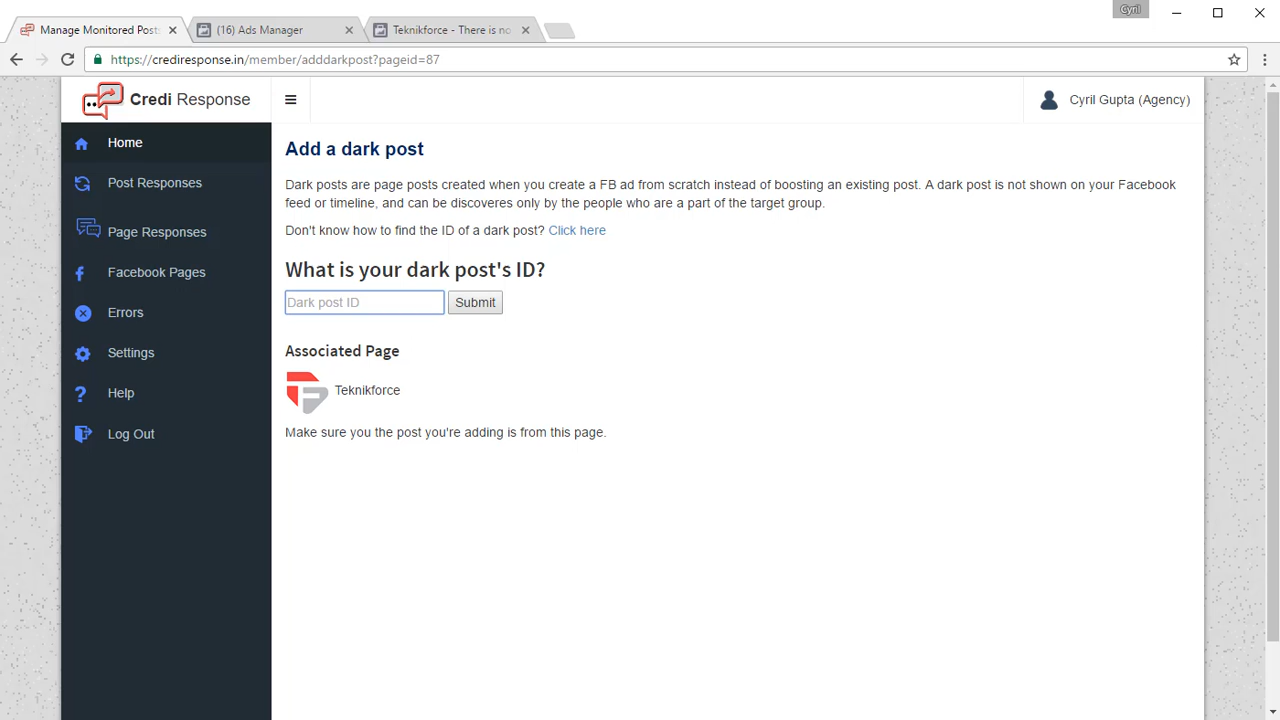 Cyril
Manage Monitored Posts
(16) Ads Manager
Teknikforce - There is no
https://crediresponse.in/member/adddarkpost?pageid=87
Credi Response
Cyril Gupta (Agency)
Home
Post Responses
Page Responses
Facebook Pages
Errors
Settings
Help
Log Out
Add a dark post
Dark posts are page posts created when you create a FB ad from scratch instead of boosting an existing post. A dark post is not shown on your Facebook
feed or timeline, and can be discoveres only by the people who are a part of the target group.
Don't know how to find the ID of a dark post? Click here
What is your dark post's ID?
Dark post ID
Submit
Associated Page
Teknikforce
Make sure you the post you're adding is from this page.